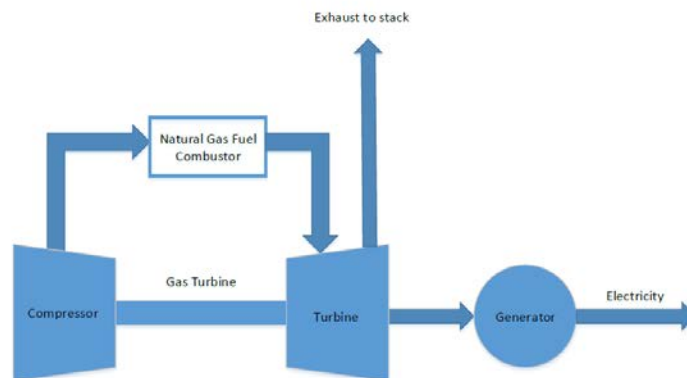 Exhaust to stack
Natural Gas Fuel
Combustor
Gas Turbine
Electricity
Compressor
Turbine
Generator